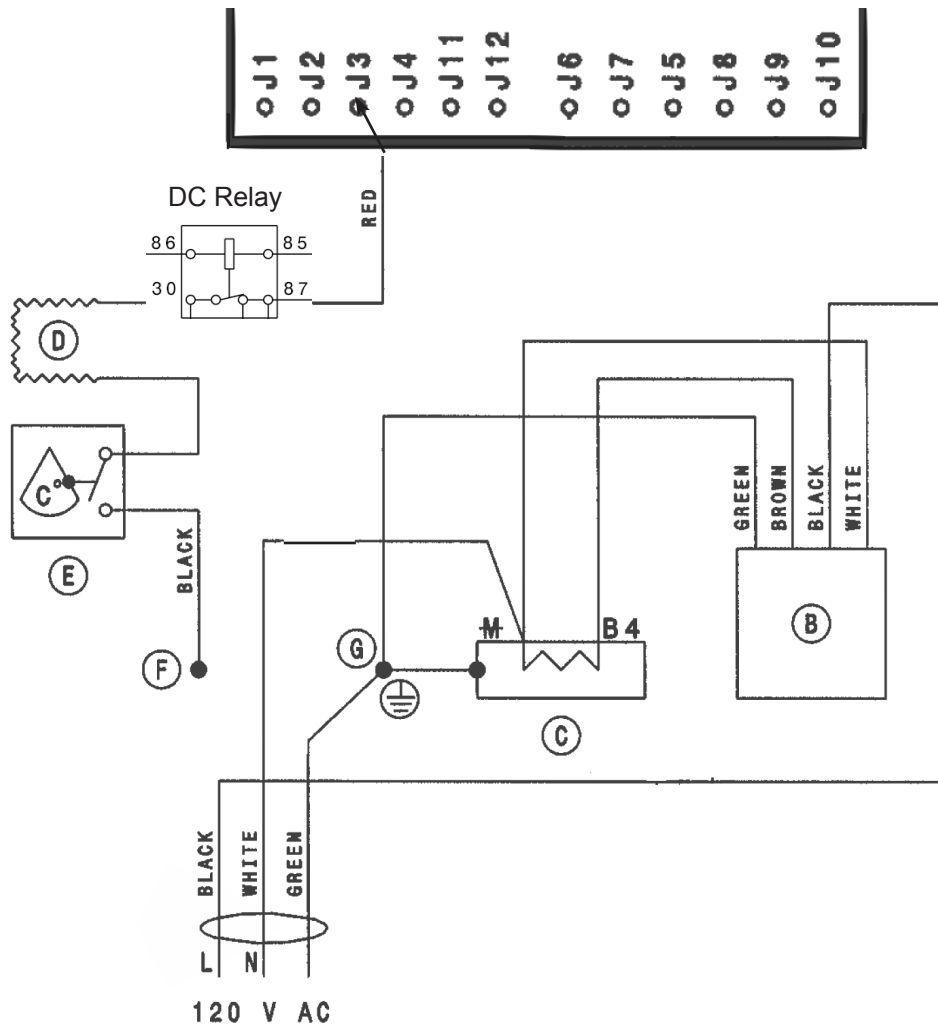 J1 J2 J3 J4 J11 J12 J6 J7 J5 J8 J9 J10
RED
DC Relay
86 85
30 87
D
C°
E
BLACK
F
GREEN BROWN BLACK WHITE
B
G
M B4
C
BLACK WHITE GREEN
L N
120 V AC